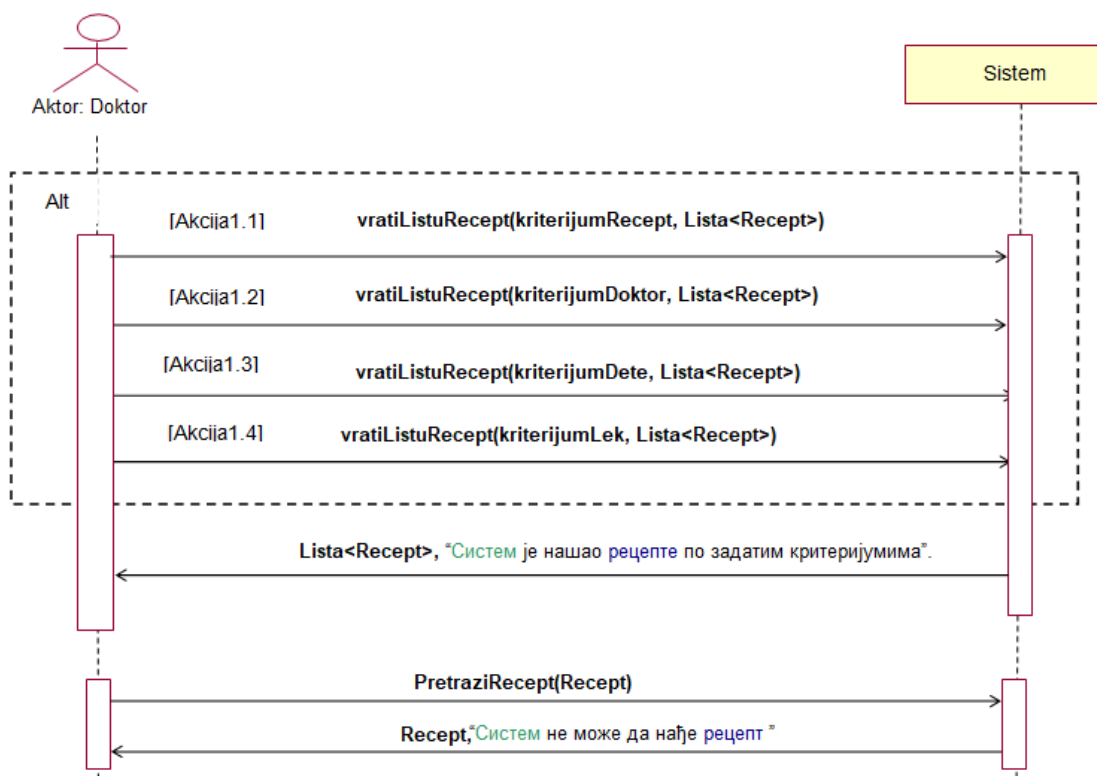 Sistem
Aktor: Doktor
Alt
[Akcija1.1] vratiListuRecept(kriterijumRecept, Lista<Recept>)
[Akcija1.2] vratiListuRecept(kriterijumDoktor, Lista<Recept>)
[Akcija1.3] vratiListuRecept(kriterijumDete, Lista<Recept>)
[Akcija1.4] vratiListuRecept(kriterijumLek, Lista<Recept>)
Lista<Recept>, “Систем је нашао рецепте по задатим критеријумима”.
PretraziRecept(Recept)
Recept,“Систем не може да нађе рецепт ”